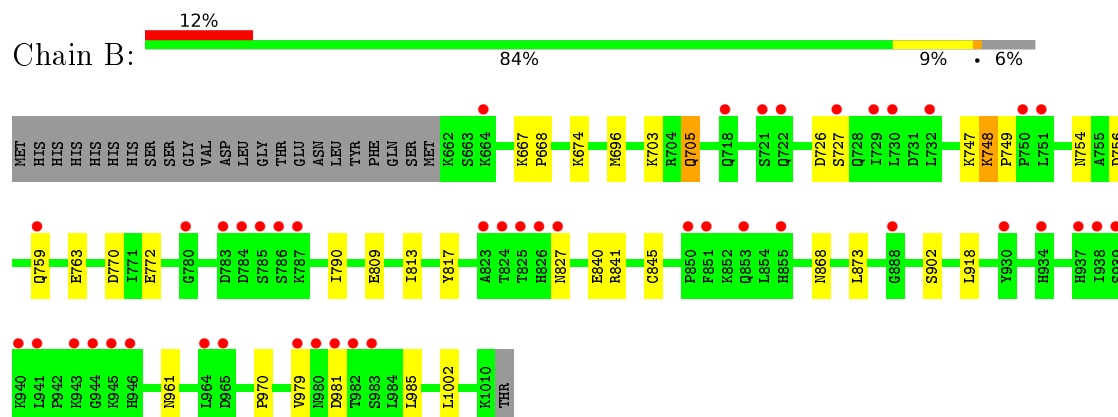 12%
Chain B:
84% 9% • 6%
MET HIS HIS HIS HIS HIS HIS SER SER GLY VAL ASP LEU GLY THR GLU ASN LEU TYR PHE GLN SER MET K662 S663 K664 K667 P668 K674 M696 K703 R704 Q705 Q718 S721 Q722 D726 S727 Q728 I729 L730 D731 L732 K747 K748 P749 P750 L751 N754 A755 D756
Q759 E763 D770 I771 E772 G780 D783 D784 S785 S786 K787 I790 E809 I813 Y817 A823 T824 T825 H826 N827 E840 R841 C845 P850 F851 K852 Q853 L854 H855 N868 L873 G888 S902 L918 Y930 H934 H937 I938 S939
K940 L941 P942 K943 G944 K945 H946 N961 L964 D965 P970 V979 N980 D981 T982 S983 L984 L985 L1002 K1010 THR